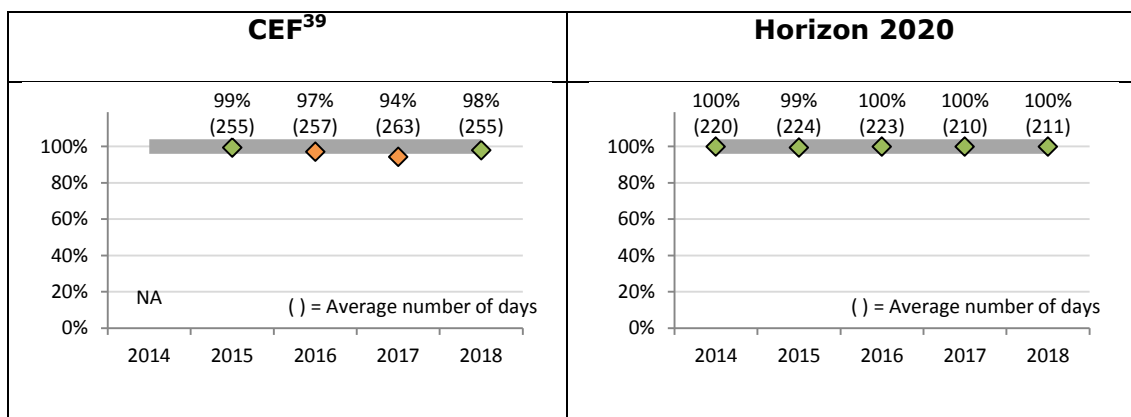 CEF39
Horizon 2020
99% 97% 94% 98%
(255) (257) (263) (255)
100%
80%
60%
40%
20%
0%
NA
( ) = Average number of days
2014 2015 2016 2017 2018
100% 99% 100% 100% 100%
(220) (224) (223) (210) (211)
100%
80%
60%
40%
20%
0%
( ) = Average number of days
2014 2015 2016 2017 2018